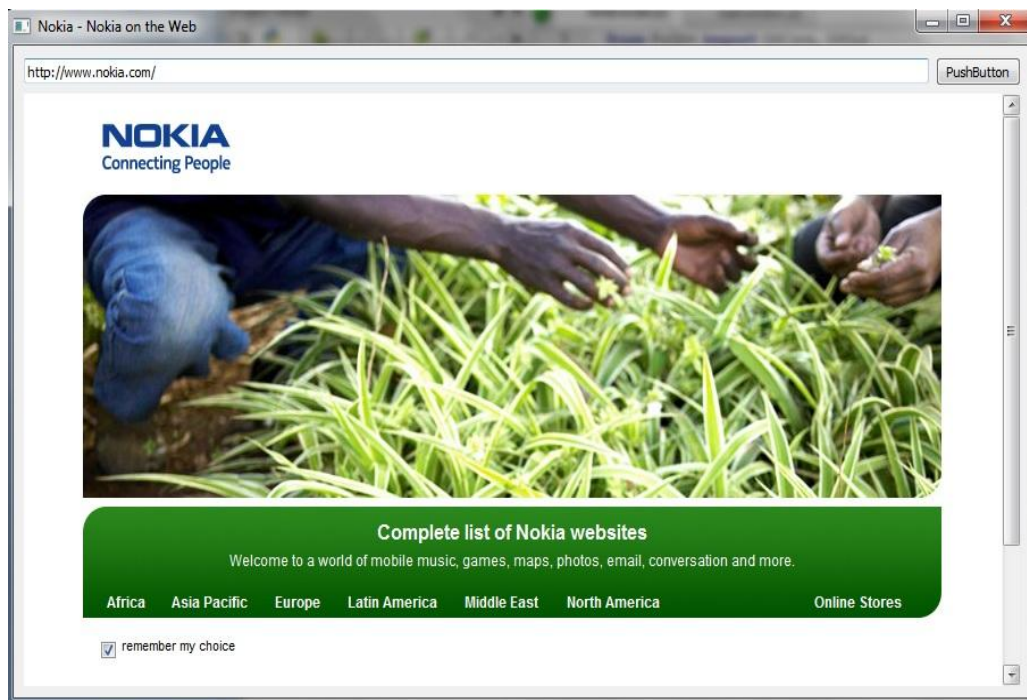 Nokia - Nokia on the Web
http://www.nokia.com/
PushButton
NOKIA
Connecting People
Complete list of Nokia websites
Welcome to a world of mobile music, games, maps, photos, email, conversation and more.
Africa Asia Pacific Europe Latin America Middle East North America Online Stores
remember my choice